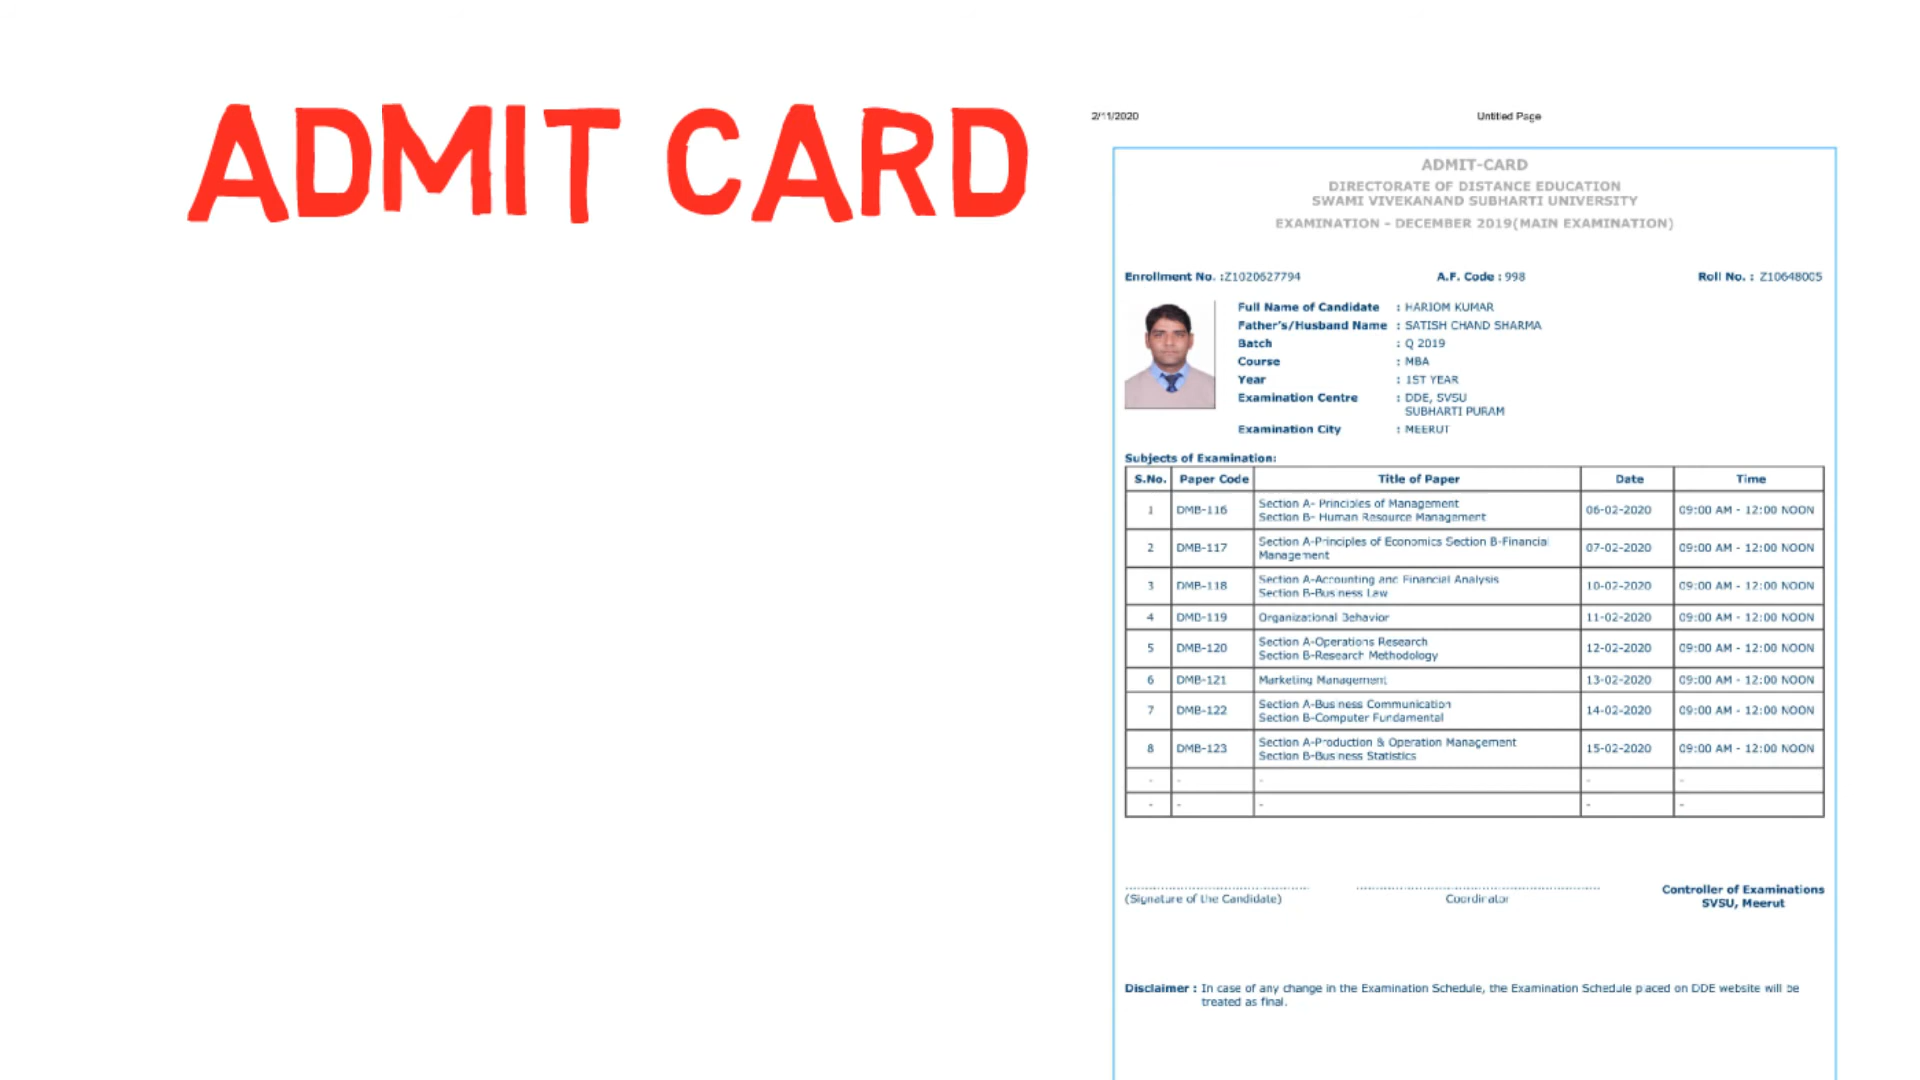 ADMIT CARD
2/11/2020 Untitled Page
ADMIT-CARD
DIRECTORATE OF DISTANCE EDUCATION
SWAMI VIVEKANAND SUBHARTI UNIVERSITY
EXAMINATION - DECEMBER 2019(MAIN EXAMINATION)
Enrollment No. :Z1020627794 A.F. Code : 998 Roll No. : Z10648005
Full Name of Candidate : HARIOM KUMAR
Father's/Husband Name : SATISH CHAND SHARMA
Batch : Q 2019
Course : MBA
Year : 1ST YEAR
Examination Centre : DDE, SVSU
SUBHARTI PURAM
Examination City : MEERUT
Subjects of Examination:
S.No. Paper Code Title of Paper Date Time
1 DMB-116 Section A- Principles of Management 06-02-2020 09:00 AM - 12:00 NOON
Section B- Human Resource Management
2 DMB-117 Section A-Principles of Economics Section B-Financial 07-02-2020 09:00 AM - 12:00 NOON
Management
3 DMB-118 Section A-Accounting and Financial Analysis 10-02-2020 09:00 AM - 12:00 NOON
Section B-Business Law
4 DMB-119 Organizational Behavior 11-02-2020 09:00 AM - 12:00 NOON
5 DMB-120 Section A-Operations Research 12-02-2020 09:00 AM - 12:00 NOON
Section B-Research Methodology
6 DMB-121 Marketing Management 13-02-2020 09:00 AM - 12:00 NOON
7 DMB-122 Section A-Business Communication 14-02-2020 09:00 AM - 12:00 NOON
Section B-Computer Fundamental
8 DMB-123 Section A-Production & Operation Management 15-02-2020 09:00 AM - 12:00 NOON
Section B-Business Statistics
- - - - -
- - - - -
(Signature of the Candidate) Coordinator Controller of Examinations
SVSU, Meerut
Disclaimer : In case of any change in the Examination Schedule, the Examination Schedule placed on DDE website will be
treated as final.